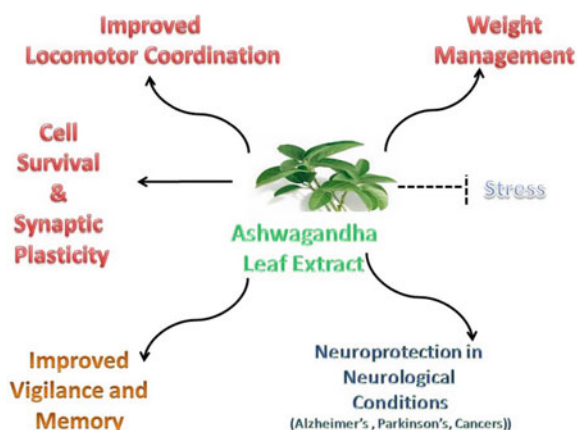 Improved
Locomotor Coordination
Weight
Management
Cell
Survival
&
Synaptic
Plasticity
Stress
Ashwagandha
Leaf Extract
Improved
Vigilance and
Memory
Neuroprotection in
Neurological
Conditions
(Alzheimer's , Parkinson's, Cancers))